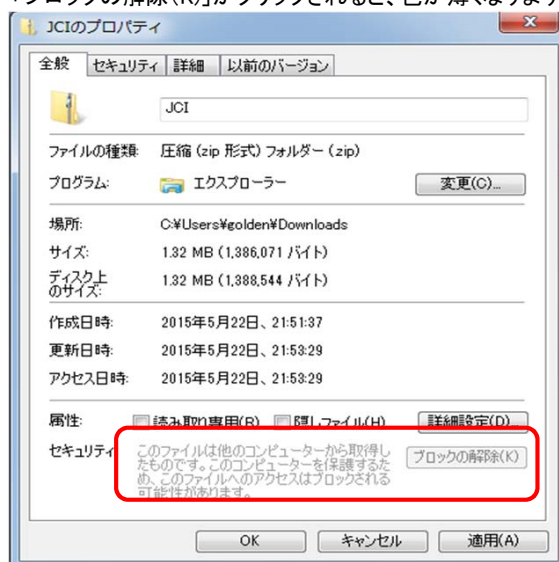 「ブロックの解除(K)」がクリックされると、色が薄くなります
JCIのプロパティ
全般 セキュリティ 詳細 以前のバージョン
JCI
ファイルの種類: 圧縮 (zip 形式) フォルダー (zip)
プログラム: エクスプローラー 変更(C)...
場所: C:¥Users¥golden¥Downloads
サイズ: 1.32 MB (1,386,071 バイト)
ディスク上
のサイズ: 1.32 MB (1,388,544 バイト)
作成日時: 2015年5月22日、21:51:37
更新日時: 2015年5月22日、21:53:29
アクセス日時: 2015年5月22日、21:53:29
属性: 読み取り専用(R) 隠しファイル(H) 詳細設定(D)
セキュリティ このファイルは他のコンピューターから取得し
たものです。このコンピューターを保護するた
め、このファイルへのアクセスはブロックされる
可能性があります。
ブロックの解除(K)
OK キャンセル 適用(A)